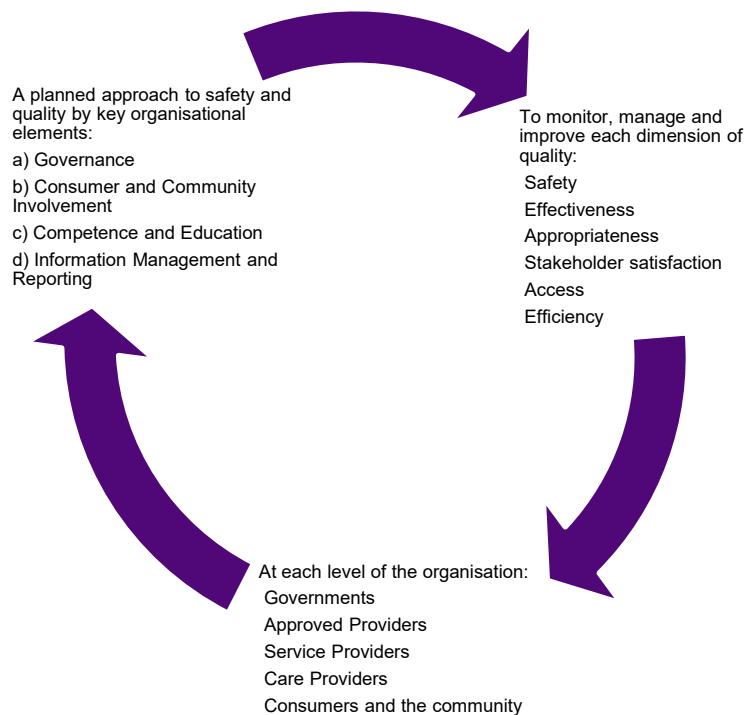 A planned approach to safety and
quality by key organisational
elements:
a) Governance
b) Consumer and Community
Involvement
c) Competence and Education
d) Information Management and
Reporting
To monitor, manage and
improve each dimension of
quality:
Safety
Effectiveness
Appropriateness
Stakeholder satisfaction
Access
Efficiency
At each level of the organisation:
Governments
Approved Providers
Service Providers
Care Providers
Consumers and the community